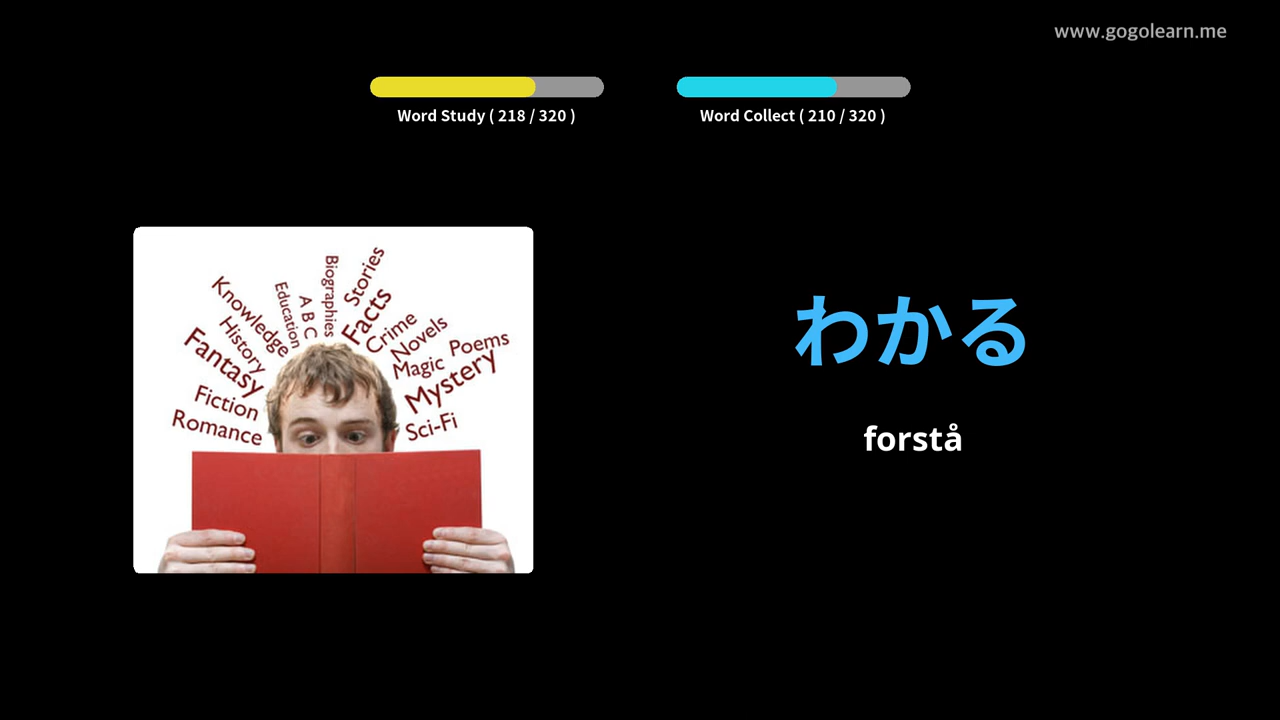 www.gogolearn.me
Word Study ( 218 / 320 )
Word Collect ( 210 / 320 )
Biographies
Stories
Education
A B C
Facts
Knowledge
Crime
History
Novels
Fantasy
Magic
Poems
Fiction
Mystery
Romance
Sci-Fi
わかる
forstå